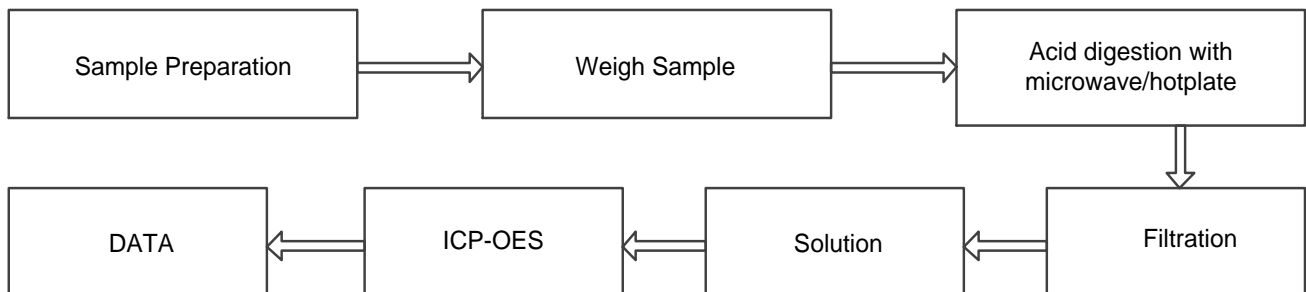 Sample Preparation
Weigh Sample
Acid digestion with
microwave/hotplate
Filtration
Solution
ICP-OES
DATA